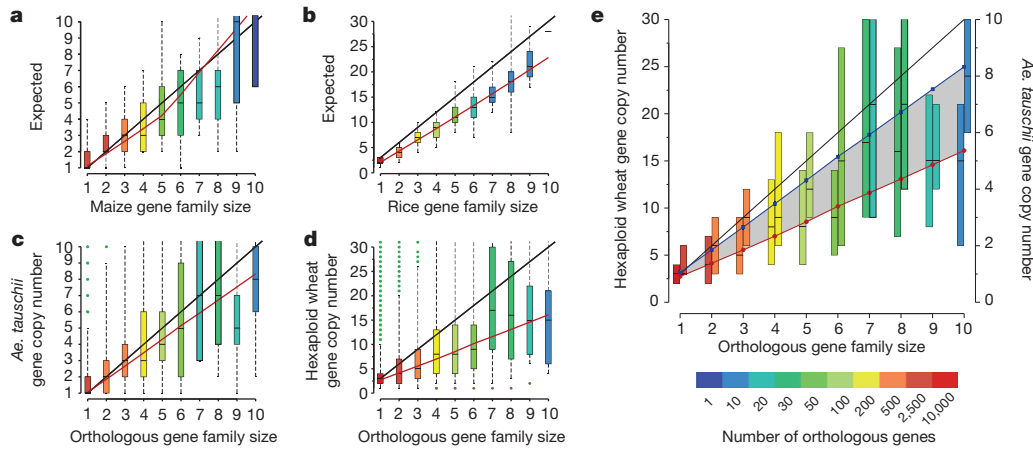 a
10
9
8
7
6
5
4
3
2
1
Expected
1 2 3 4 5 6 7 8 9 10
Maize gene family size
b
30
25
20
15
10
5
0
Expected
1 2 3 4 5 6 7 8 9 10
Rice gene family size
c
10
9
8
7
6
5
4
3
2
1
Ae. tauschii
gene copy number
1 2 3 4 5 6 7 8 9 10
Orthologous gene family size
d
30
25
20
15
10
5
0
Hexaploid wheat
gene copy number
1 2 3 4 5 6 7 8 9 10
Orthologous gene family size
e
30
25
20
15
10
5
0
Hexaploid wheat gene copy number
10
8
6
4
2
0
Ae. tauschii gene copy number
1 2 3 4 5 6 7 8 9 10
Orthologous gene family size
1 10 20 30 50 100 200 500 2,500 10,000
Number of orthologous genes